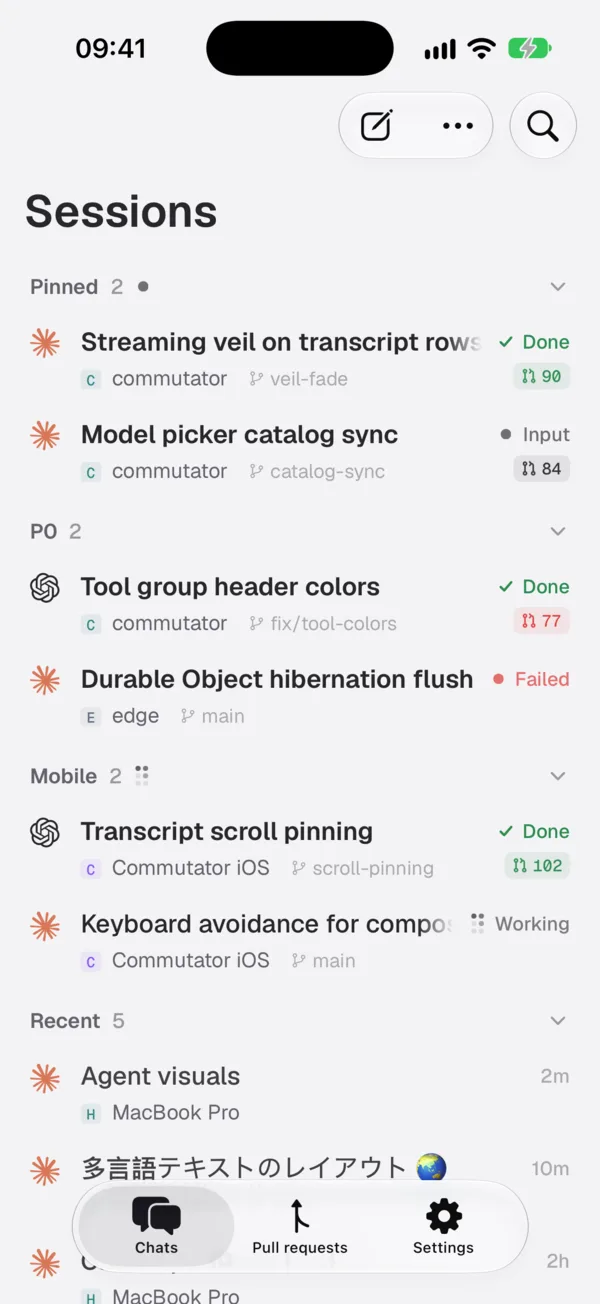 09:41
Sessions
Pinned 2
Streaming veil on transcript rows
Done
C commutator veil-fade
90
Model picker catalog sync
Input
C commutator catalog-sync
84
P0 2
Tool group header colors
Done
C commutator fix/tool-colors
77
Durable Object hibernation flush
Failed
E edge main
Mobile 2
Transcript scroll pinning
Done
C Commutator iOS scroll-pinning
102
Keyboard avoidance for compos
Working
C Commutator iOS main
Recent 5
Agent visuals
2m
H MacBook Pro
多言語テキストのレイアウト 🌏
10m
2h
H MacBook Pro
Chats
Pull requests
Settings